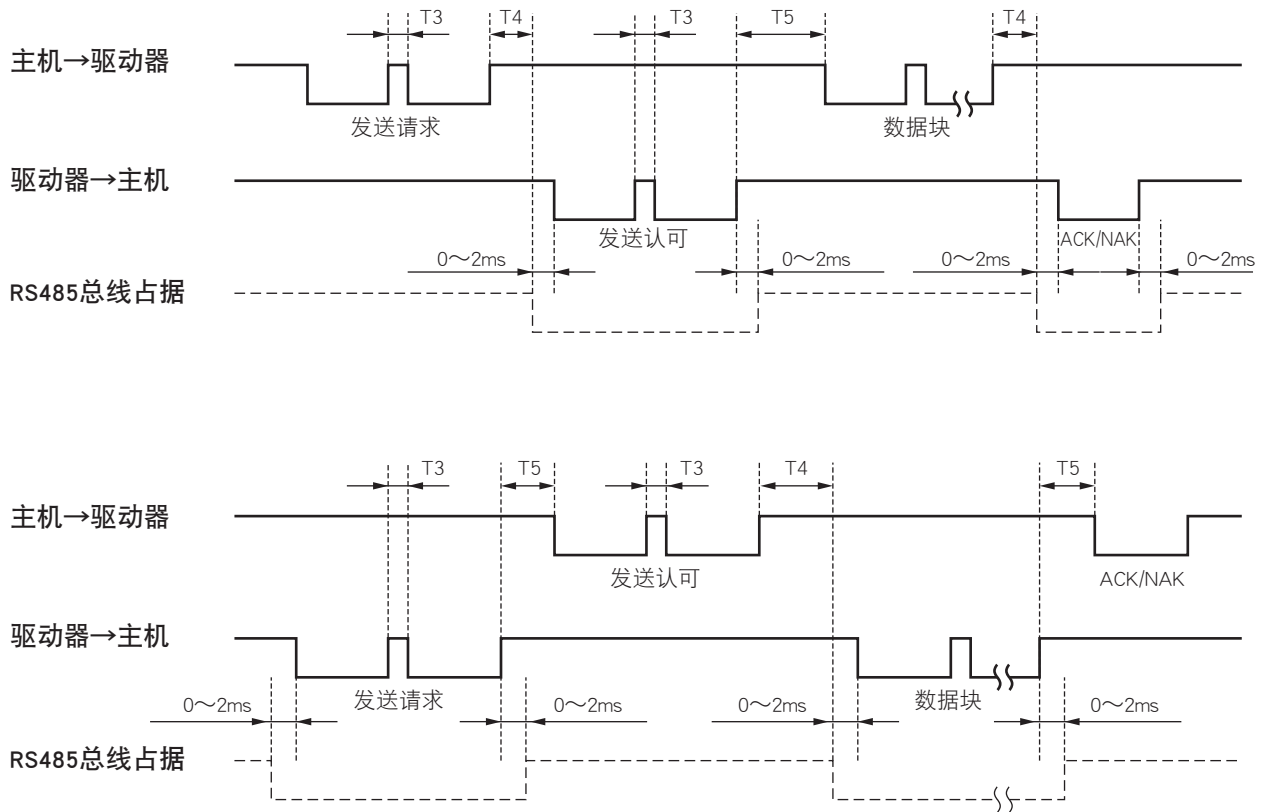 T3 T4 T3 T5 T4
主机→驱动器
发送请求 数据块
驱动器→主机
发送认可 ACK/NAK
0～2ms 0～2ms 0～2ms 0～2ms
RS485总线占据
T3 T5 T3 T4 T5
主机→驱动器
发送认可 ACK/NAK
驱动器→主机
发送请求 数据块
0～2ms 0～2ms 0～2ms 0～2ms
RS485总线占据